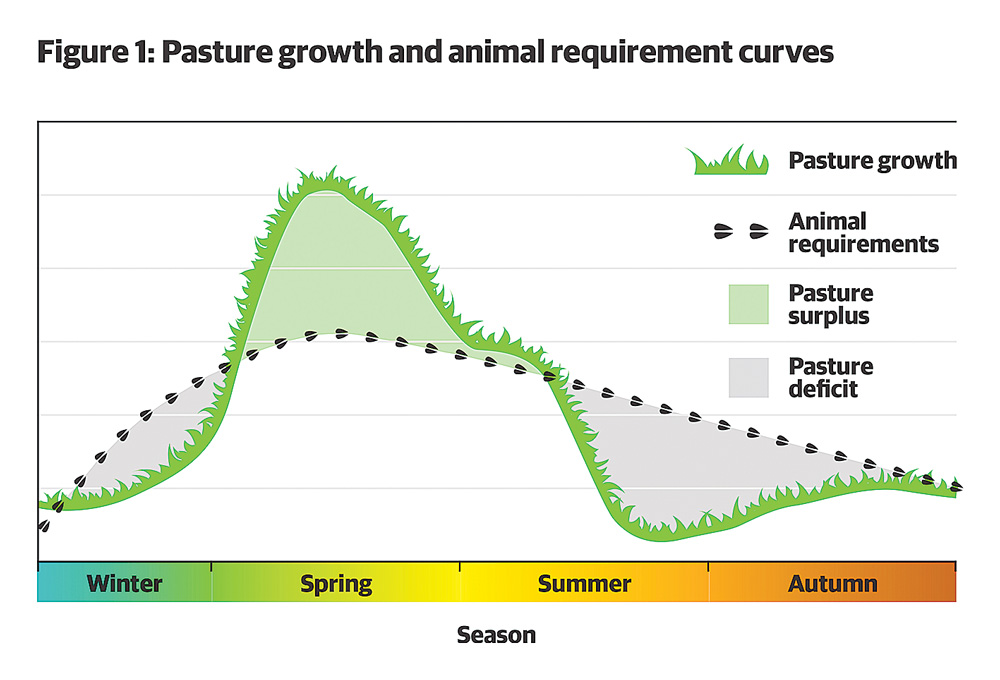 Figure 1: Pasture growth and animal requirement curves
Pasture growth
Animal
requirements
Pasture
surplus
Pasture
deficit
Winter
Spring
Summer
Autumn
Season